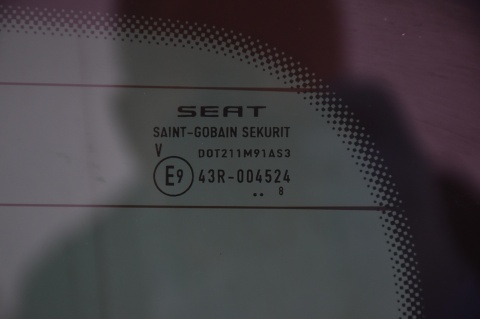 SEAT
SAINT-GOBAIN SEKURIT
V DOT211M91AS3
E9 43R-004524
.. 8